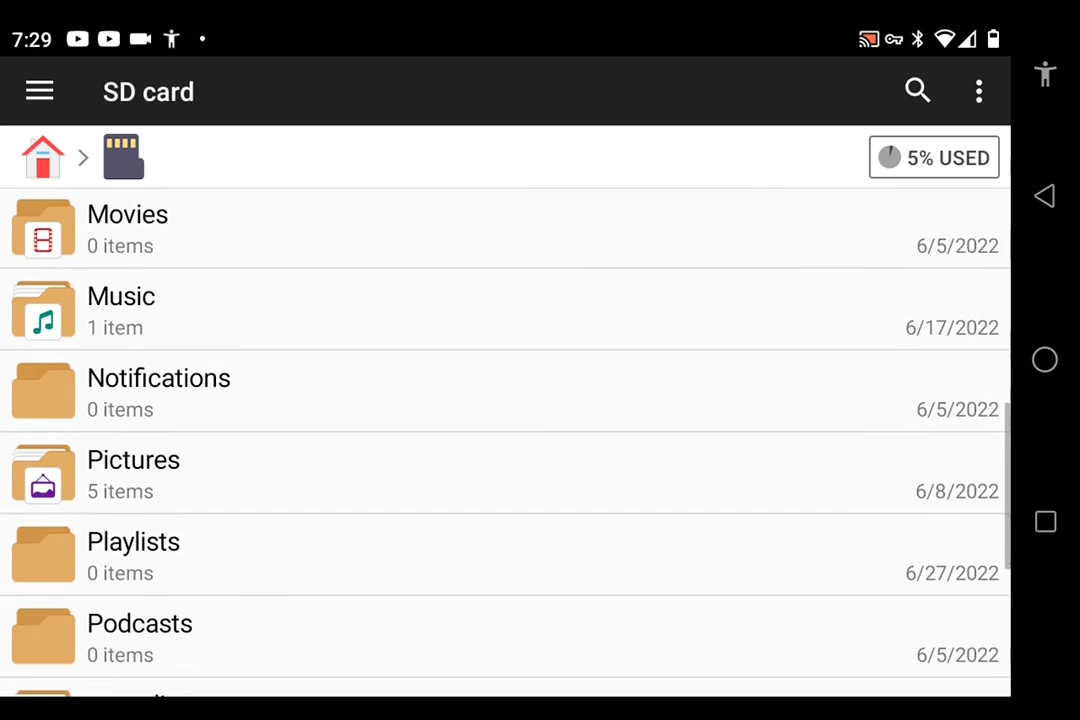 7:29
SD card
5% USED
Movies
0 items
6/5/2022
Music
1 item
6/17/2022
Notifications
0 items
6/5/2022
Pictures
5 items
6/8/2022
Playlists
0 items
6/27/2022
Podcasts
0 items
6/5/2022